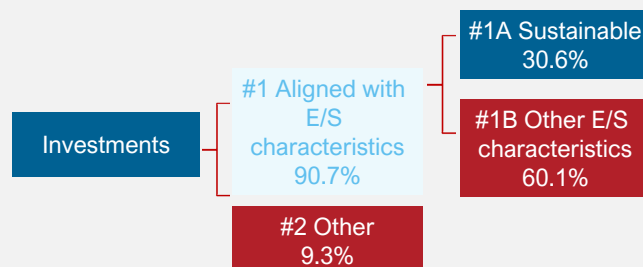 #1A Sustainable
30.6%
#1 Aligned with
E/S
characteristics
90.7%
Investments
#1B Other E/S
characteristics
60.1%
#2 Other
9.3%